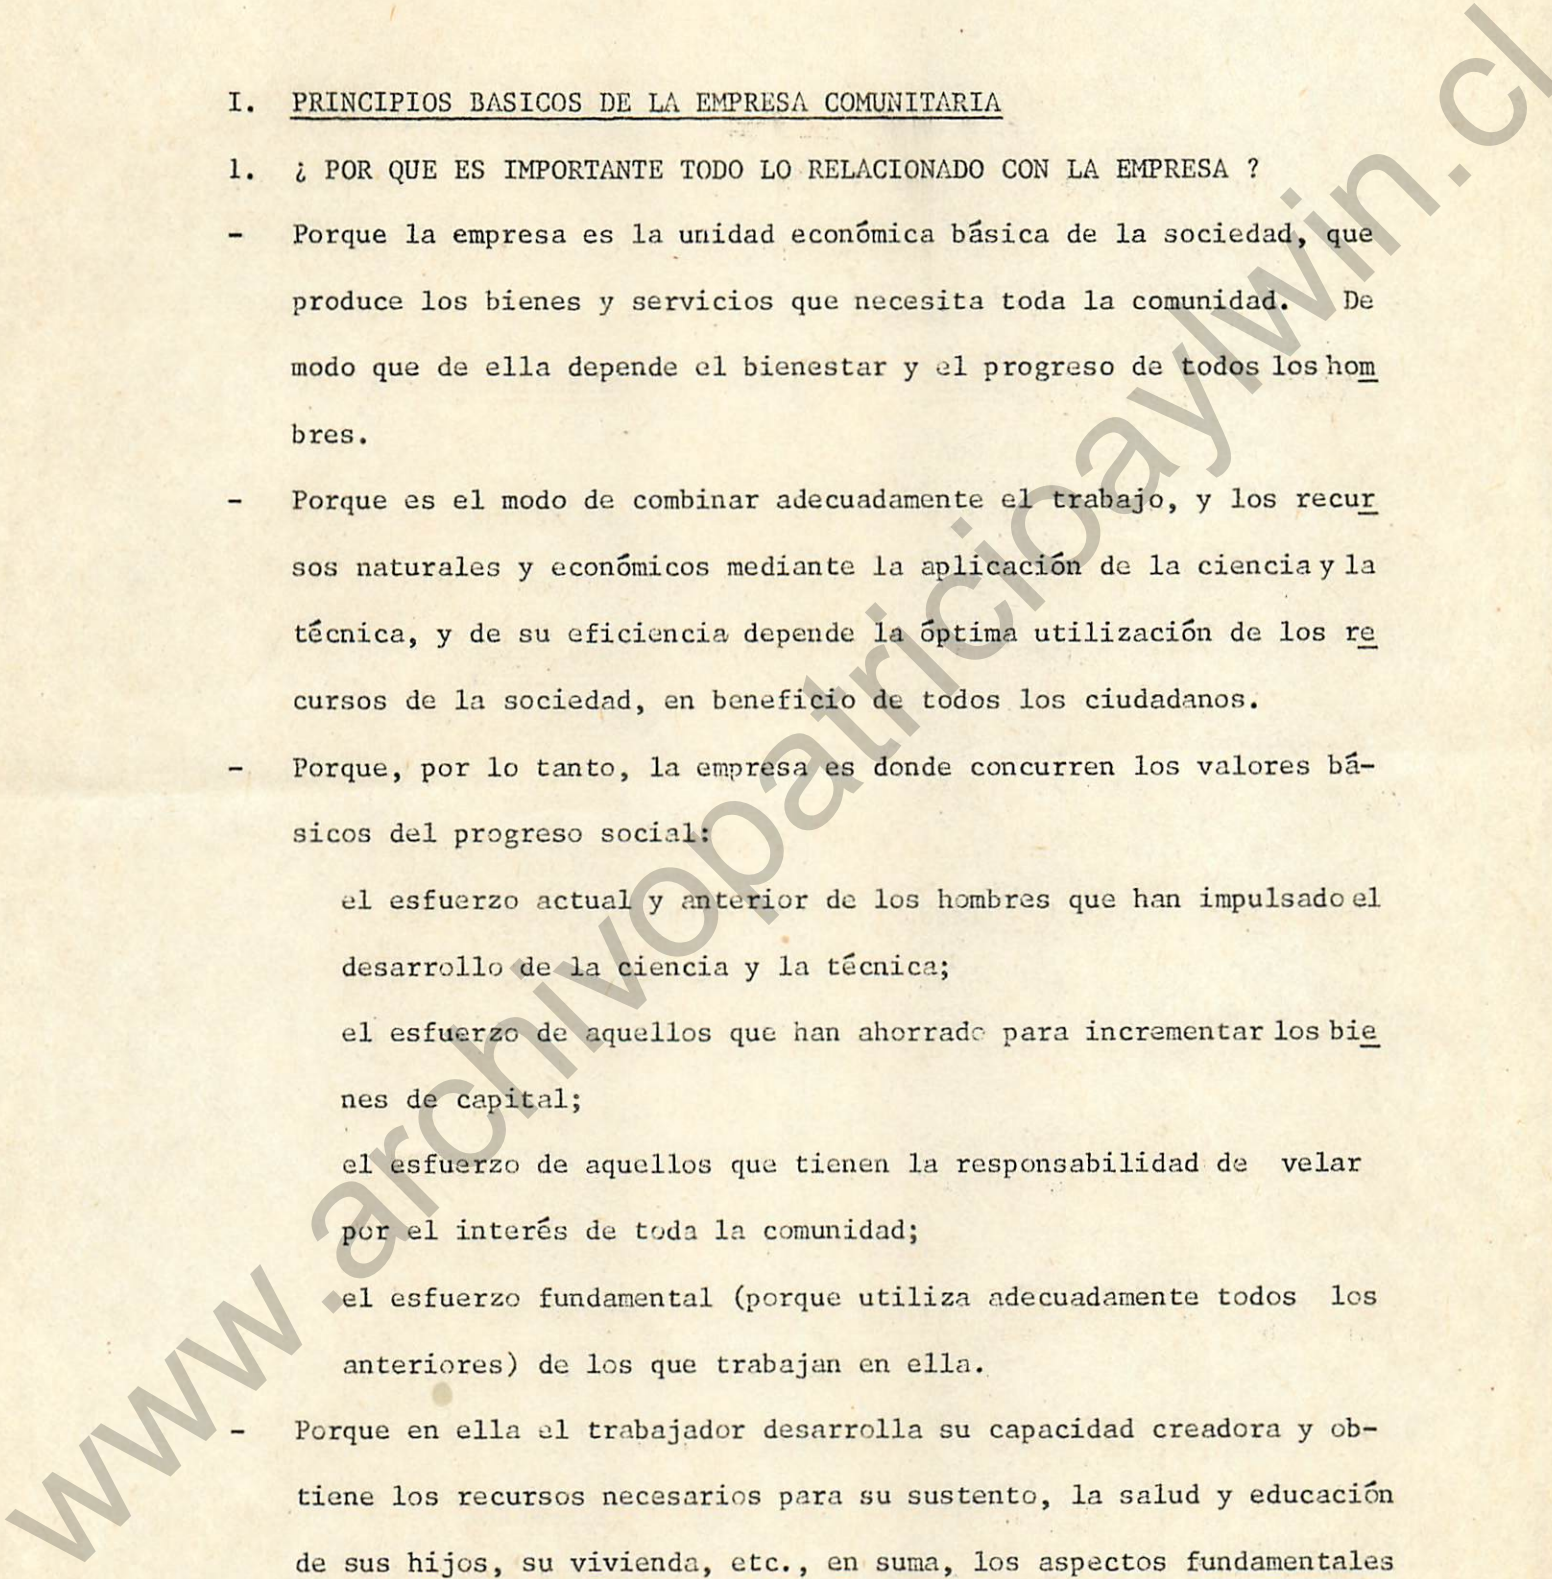 I. PRINCIPIOS BASICOS DE LA EMPRESA COMUNITARIA
1. ¿ POR QUE ES IMPORTANTE TODO LO RELACIONADO CON LA EMPRESA ?
- Porque la empresa es la unidad económica básica de la sociedad, que
produce los bienes y servicios que necesita toda la comunidad. De
modo que de ella depende el bienestar y el progreso de todos los hom
bres.
- Porque es el modo de combinar adecuadamente el trabajo, y los recur
sos naturales y económicos mediante la aplicación de la ciencia y la
técnica, y de su eficiencia depende la óptima utilización de los re
cursos de la sociedad, en beneficio de todos los ciudadanos.
- Porque, por lo tanto, la empresa es donde concurren los valores bá-
sicos del progreso social:
el esfuerzo actual y anterior de los hombres que han impulsado el
desarrollo de la ciencia y la técnica;
el esfuerzo de aquellos que han ahorrado para incrementar los bie
nes de capital;
el esfuerzo de aquellos que tienen la responsabilidad de velar
por el interés de toda la comunidad;
el esfuerzo fundamental (porque utiliza adecuadamente todos los
anteriores) de los que trabajan en ella.
- Porque en ella el trabajador desarrolla su capacidad creadora y ob-
tiene los recursos necesarios para su sustento, la salud y educación
de sus hijos, su vivienda, etc., en suma, los aspectos fundamentales
www.archivopatricioaylwin.cl